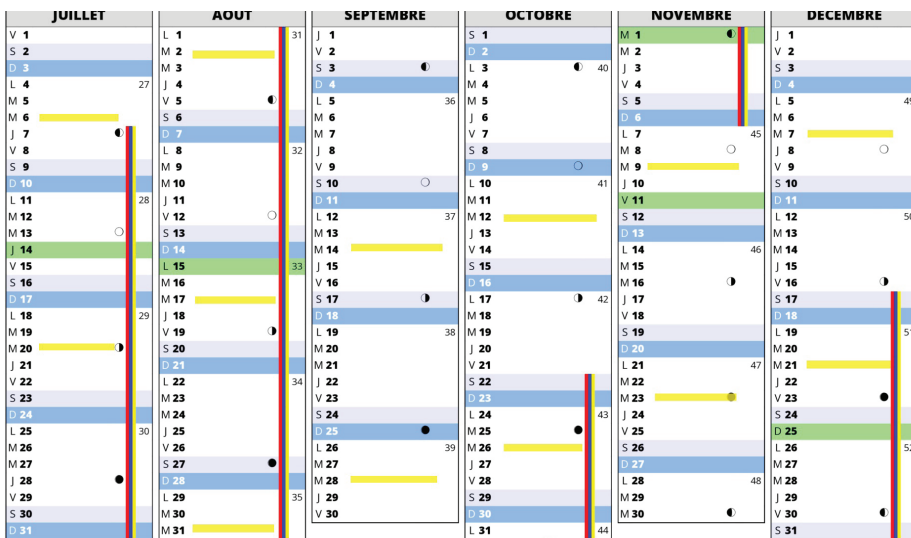 JUILLET
V 1
S 2
D 3
L 4 27
M 5
M 6
J 7
V 8
S 9
D 10
L 11 28
M 12
M 13
J 14
V 15
S 16
D 17
L 18 29
M 19
M 20
J 21
V 22
S 23
D 24
L 25 30
M 26
M 27
J 28
V 29
S 30
D 31
AOUT
L 1 31
M 2
M 3
J 4
V 5
S 6
D 7
L 8 32
M 9
M 10
J 11
V 12
S 13
D 14
L 15 33
M 16
M 17
J 18
V 19
S 20
D 21
L 22 34
M 23
M 24
J 25
V 26
S 27
D 28
L 29 35
M 30
M 31
SEPTEMBRE
J 1
V 2
S 3
D 4
L 5 36
M 6
M 7
J 8
V 9
S 10
D 11
L 12 37
M 13
M 14
J 15
V 16
S 17
D 18
L 19 38
M 20
M 21
J 22
V 23
S 24
D 25
L 26 39
M 27
M 28
J 29
V 30
OCTOBRE
S 1
D 2
L 3 40
M 4
M 5
J 6
V 7
S 8
D 9
L 10 41
M 11
M 12
J 13
V 14
S 15
D 16
L 17 42
M 18
M 19
J 20
V 21
S 22
D 23
L 24 43
M 25
M 26
J 27
V 28
S 29
D 30
L 31 44
NOVEMBRE
M 1
M 2
J 3
V 4
S 5
D 6
L 7 45
M 8
M 9
J 10
V 11
S 12
D 13
L 14 46
M 15
M 16
J 17
V 18
S 19
D 20
L 21 47
M 22
M 23
J 24
V 25
S 26
D 27
L 28 48
M 29
M 30
DECEMBRE
J 1
V 2
S 3
D 4
L 5 49
M 6
M 7
J 8
V 9
S 10
D 11
L 12 50
M 13
M 14
J 15
V 16
S 17
D 18
L 19 51
M 20
M 21
J 22
V 23
S 24
D 25
L 26 52
M 27
M 28
J 29
V 30
S 31